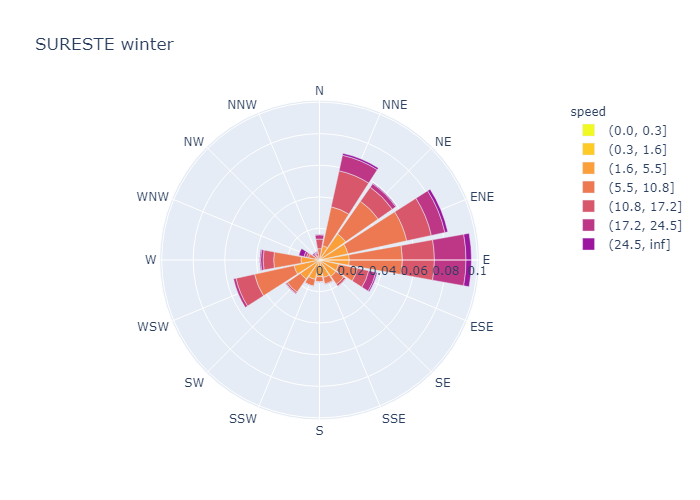 SURESTE winter
N
NNE
NE
ENE
E
ESE
SE
SSE
S
SSW
SW
WSW
W
WNW
NW
NNW
0
0.02
0.04
0.06
0.08
0.1
speed
(0.0, 0.3]
(0.3, 1.6]
(1.6, 5.5]
(5.5, 10.8]
(10.8, 17.2]
(17.2, 24.5]
(24.5, inf]